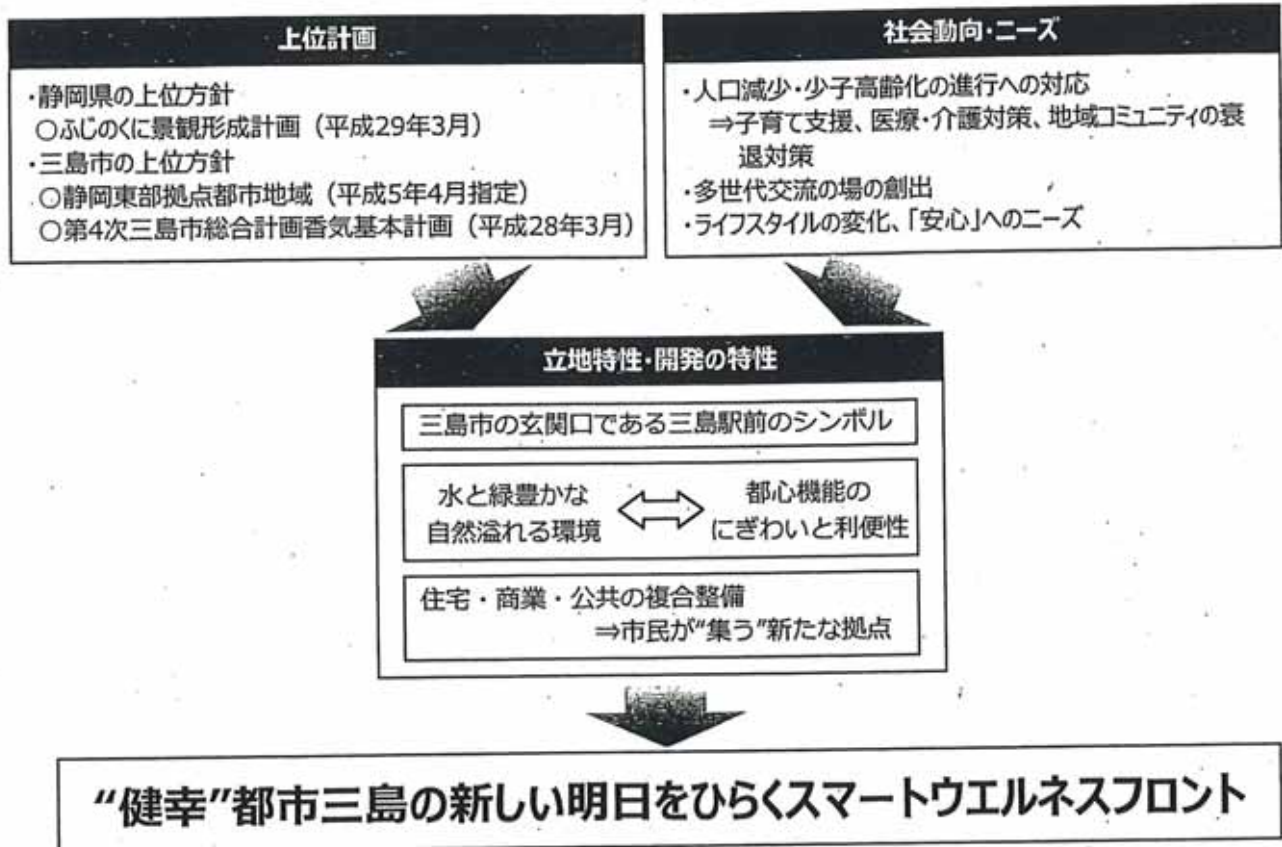 上位計画
・静岡県の上位方針
〇ふじのくに景観形成計画（平成29年3月）
・三島市の上位方針
〇静岡東部拠点都市地域（平成5年4月指定）
〇第4次三島市総合計画香気基本計画（平成28年3月）
社会動向・ニーズ
・人口減少・少子高齢化の進行への対応
⇒子育て支援、医療・介護対策、地域コミュニティの衰
退対策
・多世代交流の場の創出
・ライフスタイルの変化、「安心」へのニーズ
立地特性・開発の特性
三島市の玄関口である三島駅前のシンボル
水と緑豊かな
自然溢れる環境
都心機能の
にぎわいと利便性
住宅・商業・公共の複合整備
⇒市民が“集う”新たな拠点
“健幸”都市三島の新しい明日をひらくスマートウエルネスフロント